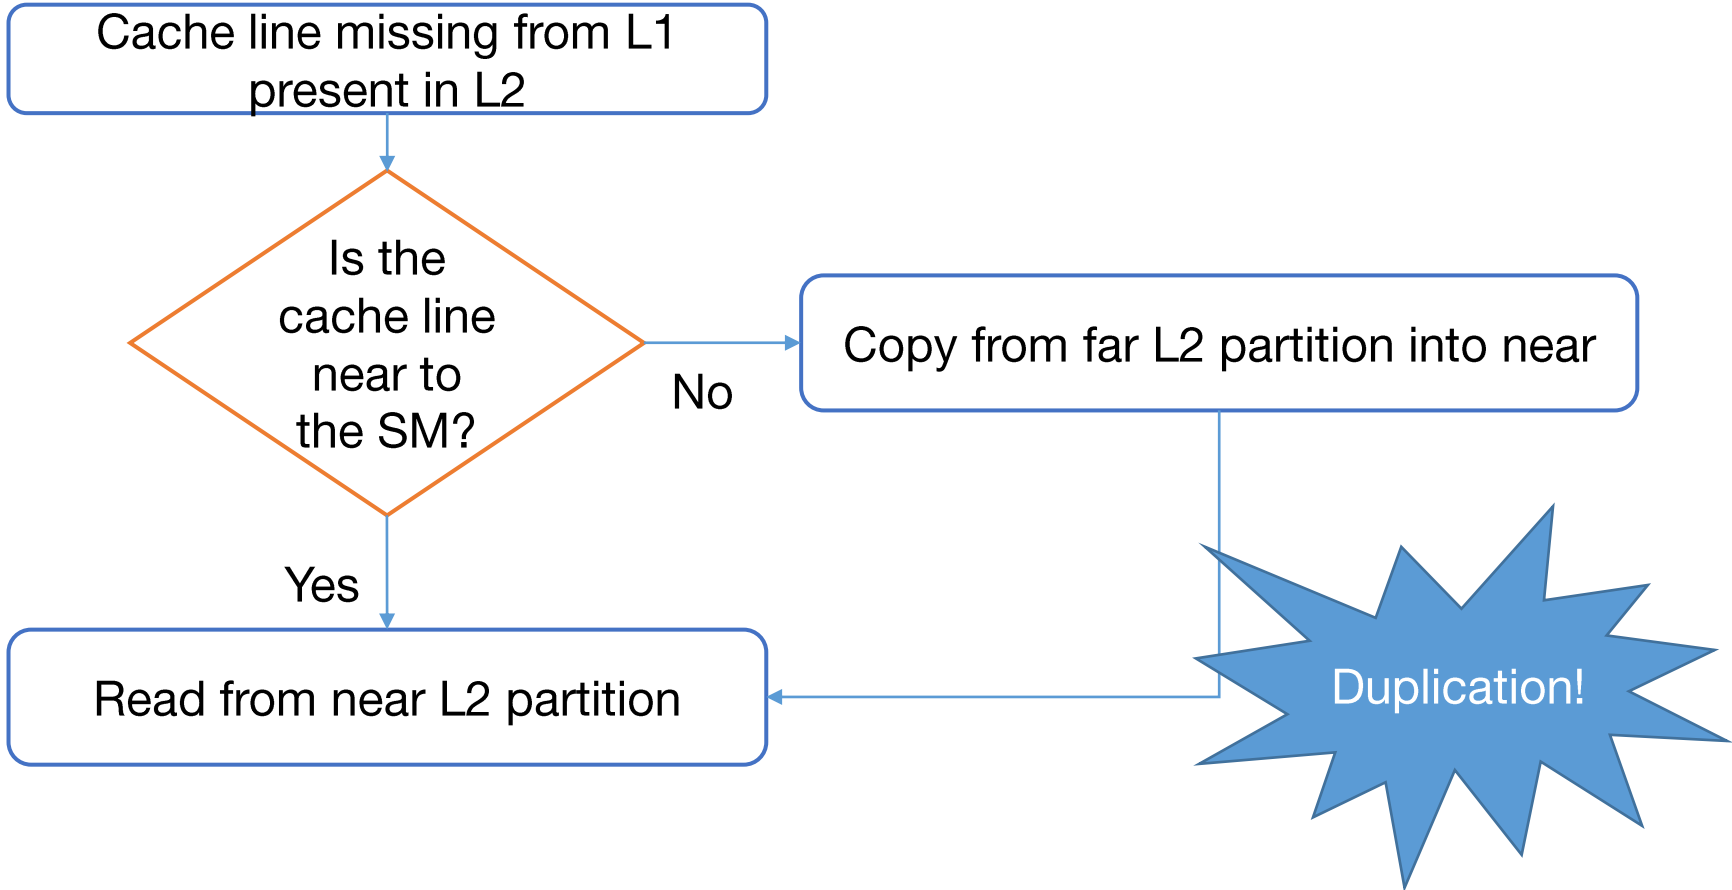 Cache line missing from L1
present in L2
Is the
cache line
near to
the SM?
No
Copy from far L2 partition into near
Yes
Read from near L2 partition
Duplication!